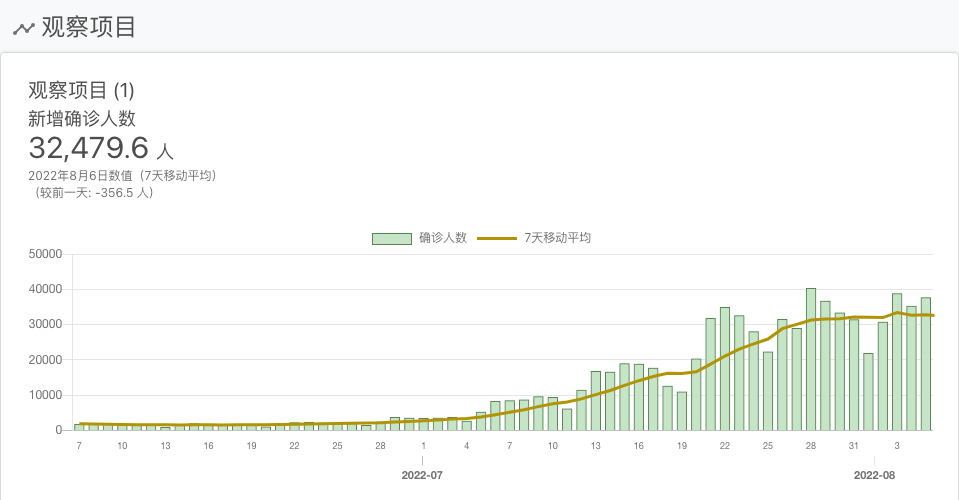 观察项目
观察项目 (1)
新增确诊人数
32,479.6 人
2022年8月6日数值（7天移动平均）
（较前一天: -356.5 人）
确诊人数 7天移动平均
50000
40000
30000
20000
10000
0
7 10 13 16 19 22 25 28 1 4 7 10 13 16 19 22 25 28 31 3
2022-07 2022-08